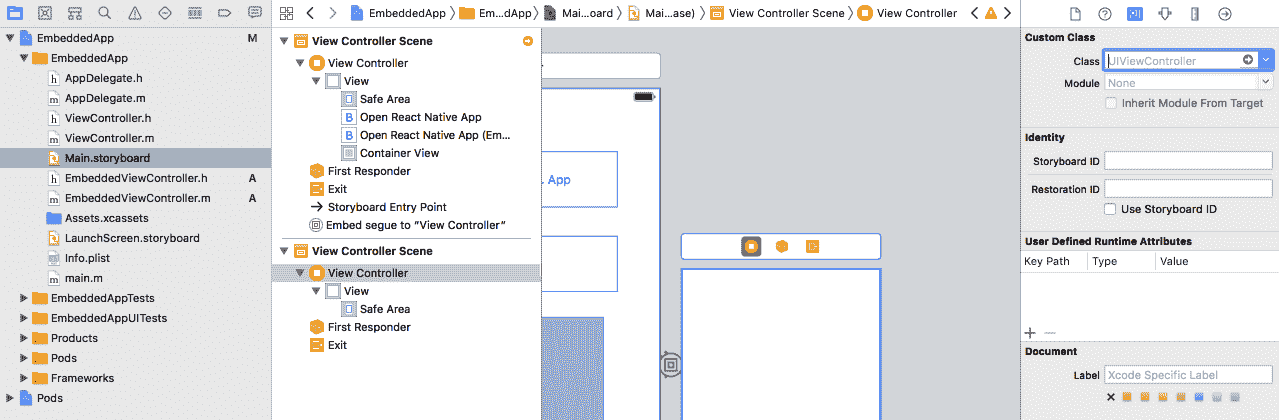 EmbeddedApp
Em...dApp
Mai...oard
Mai...ase)
View Controller Scene
View Controller
EmbeddedApp M
EmbeddedApp
AppDelegate.h
AppDelegate.m
ViewController.h
ViewController.m
Main.storyboard
EmbeddedViewController.h A
EmbeddedViewController.m A
Assets.xcassets
LaunchScreen.storyboard
Info.plist
main.m
EmbeddedAppTests
EmbeddedAppUITests
Products
Pods
Frameworks
Pods
View Controller Scene
View Controller
View
Safe Area
B Open React Native App
B Open React Native App (Em...
Container View
First Responder
Exit
Storyboard Entry Point
Embed segue to “View Controller”
View Controller Scene
View Controller
View
Safe Area
First Responder
Exit
App
Custom Class
Class UIViewController
Module None
Inherit Module From Target
Identity
Storyboard ID
Restoration ID
Use Storyboard ID
User Defined Runtime Attributes
Key Path Type Value
Document
Label Xcode Specific Label